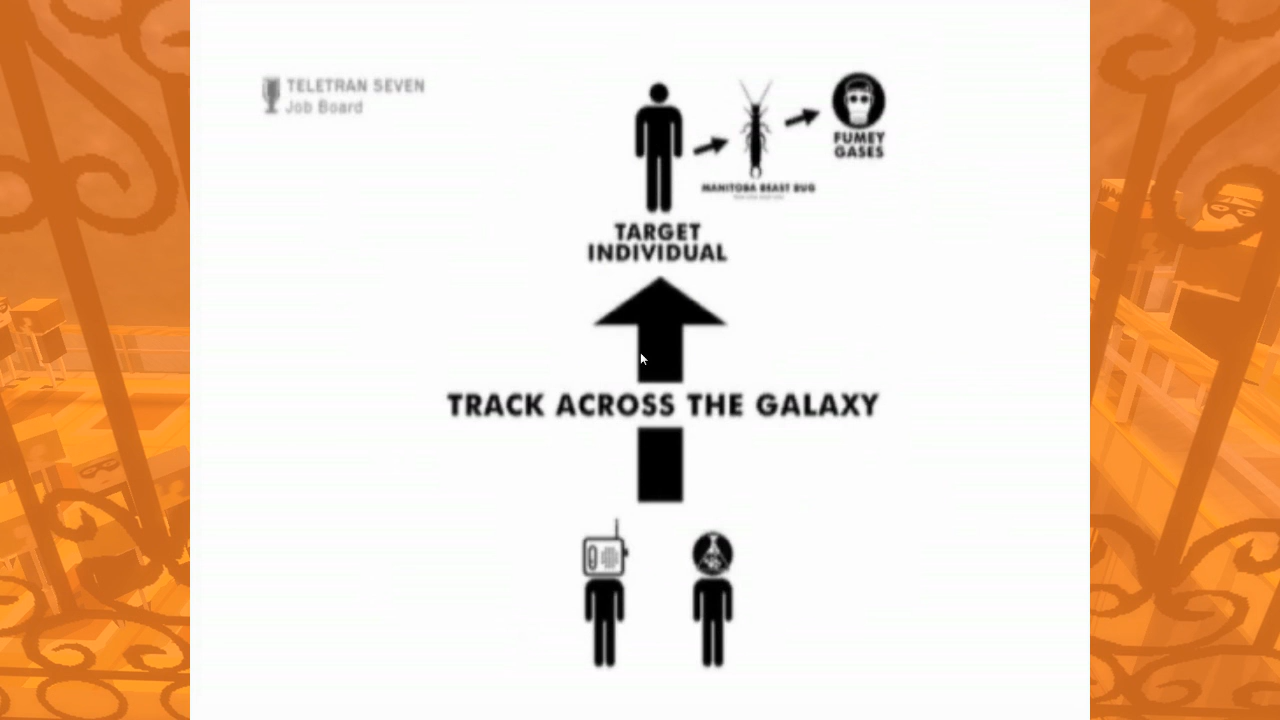 TELETRAN SEVEN
Job Board
FUMEY
GASES
MANITOBA BEAST BUG
TARGET
INDIVIDUAL
TRACK ACROSS THE GALAXY